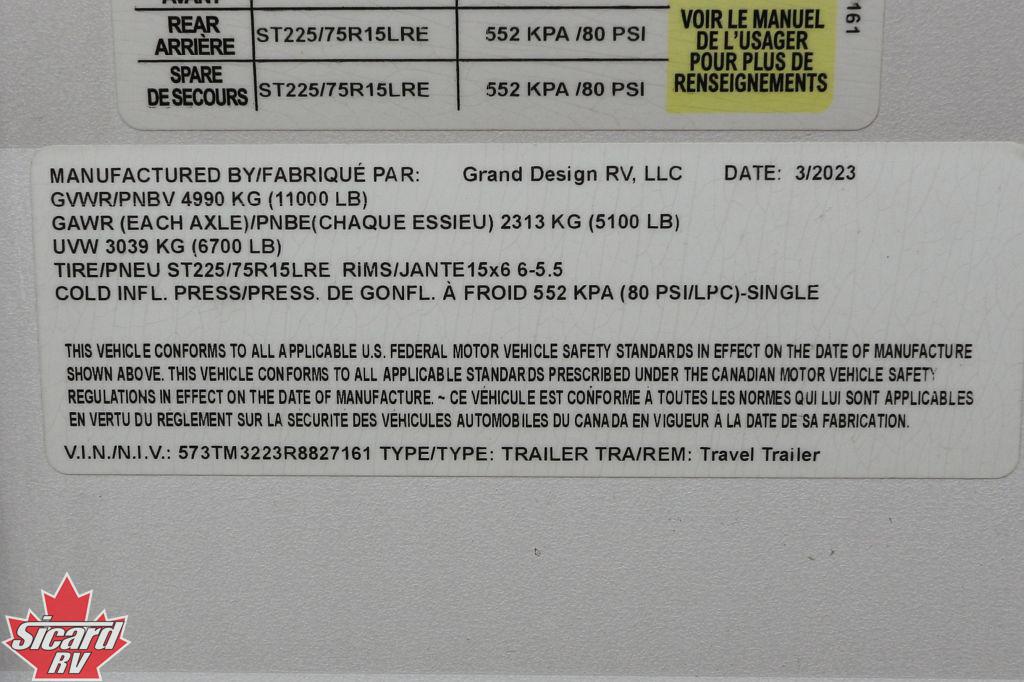 AVANT
REAR
ARRIÈRE
ST225/75R15LRE
552 KPA /80 PSI
SPARE
DE SECOURS
ST225/75R15LRE
552 KPA /80 PSI
VOIR LE MANUEL
DE L'USAGER
POUR PLUS DE
RENSEIGNEMENTS
161
MANUFACTURED BY/FABRIQUÉ PAR: Grand Design RV, LLC DATE: 3/2023
GVWR/PNBV 4990 KG (11000 LB)
GAWR (EACH AXLE)/PNBE(CHAQUE ESSIEU) 2313 KG (5100 LB)
UVW 3039 KG (6700 LB)
TIRE/PNEU ST225/75R15LRE RIMS/JANTE15x6 6-5.5
COLD INFL. PRESS/PRESS. DE GONFL. À FROID 552 KPA (80 PSI/LPC)-SINGLE
THIS VEHICLE CONFORMS TO ALL APPLICABLE U.S. FEDERAL MOTOR VEHICLE SAFETY STANDARDS IN EFFECT ON THE DATE OF MANUFACTURE
SHOWN ABOVE. THIS VEHICLE CONFORMS TO ALL APPLICABLE STANDARDS PRESCRIBED UNDER THE CANADIAN MOTOR VEHICLE SAFETY
REGULATIONS IN EFFECT ON THE DATE OF MANUFACTURE. ~ CE VÉHICULE EST CONFORME À TOUTES LES NORMES QUI LUI SONT APPLICABLES
EN VERTU DU REGLEMENT SUR LA SECURITE DES VÉHICULES AUTOMOBILES DU CANADA EN VIGUEUR A LA DATE DE SA FABRICATION.
V.I.N./N.I.V.: 573TM3223R8827161 TYPE/TYPE: TRAILER TRA/REM: Travel Trailer
Sicard
RV